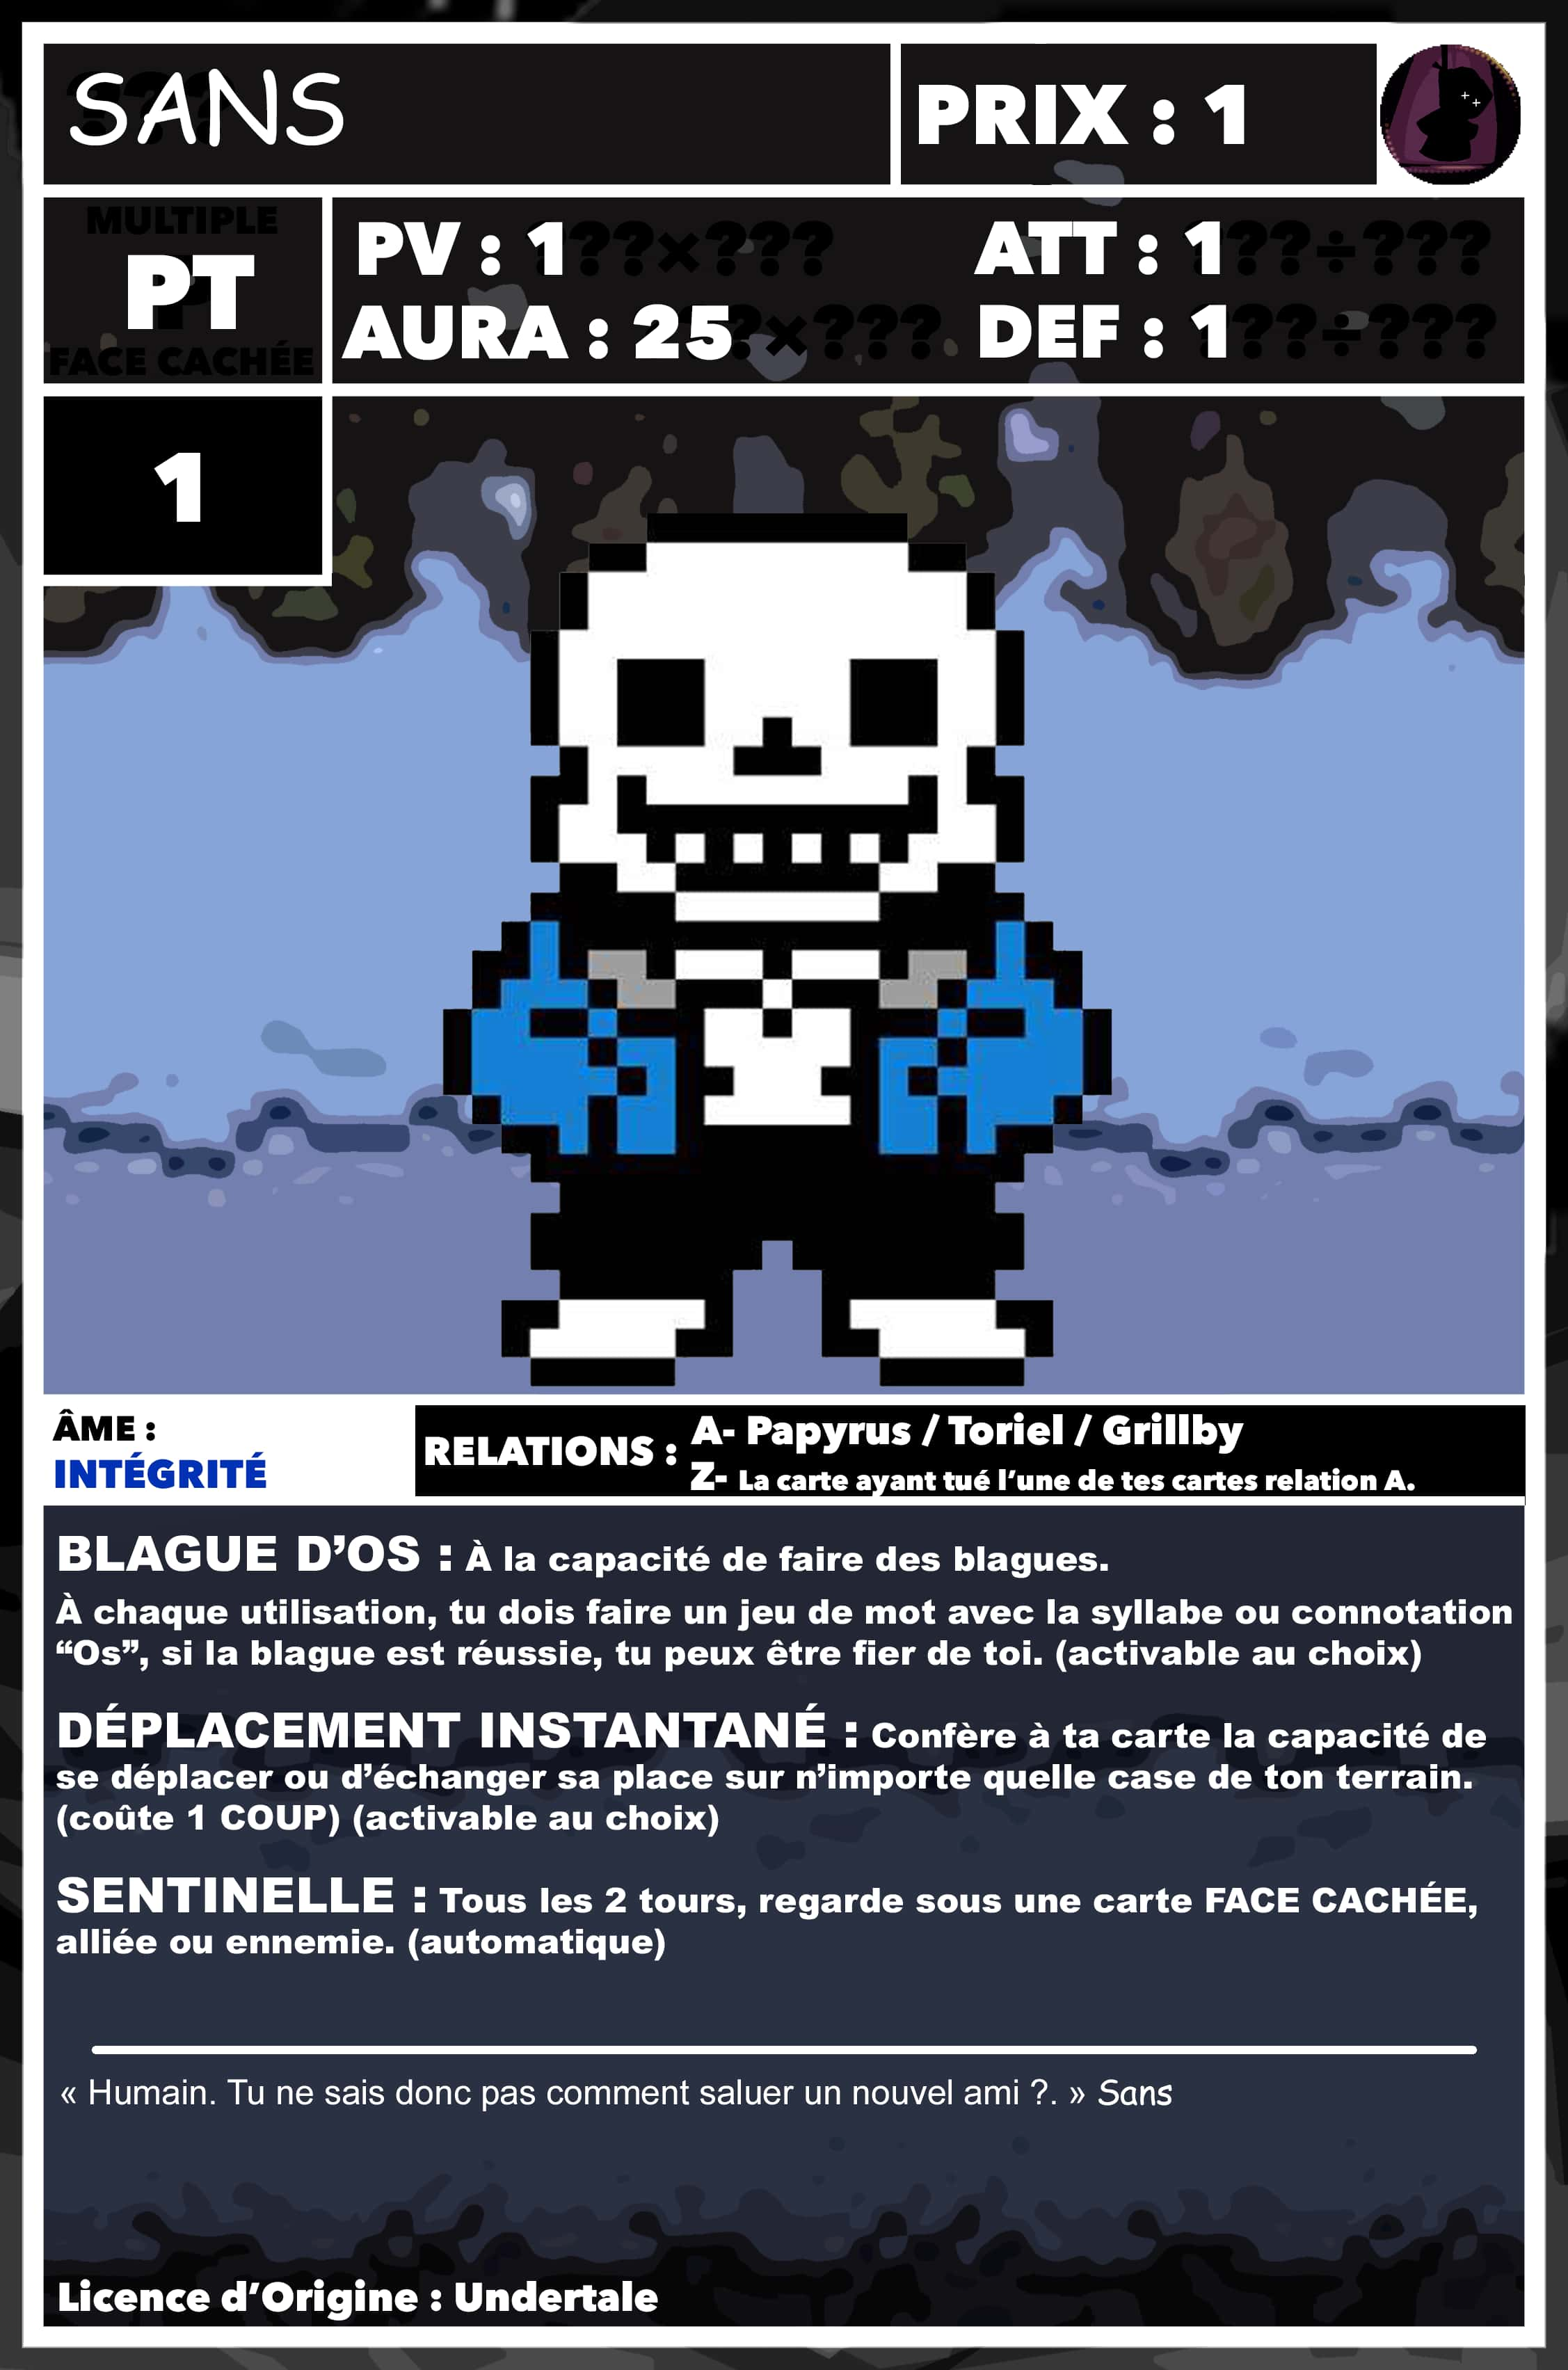 SANS
PRIX : 1
MULTIPLE
PT
FACE CACHÉE
PV : 1??×???
ATT : 1??÷???
AURA : 25?×???
DEF : 1??÷???
1
ÂME :
INTÉGRITÉ
RELATIONS :
A- Papyrus / Toriel / Grillby
Z- La carte ayant tué l’une de tes cartes relation A.
BLAGUE D’OS : À la capacité de faire des blagues.
À chaque utilisation, tu dois faire un jeu de mot avec la syllabe ou connotation
“Os”, si la blague est réussie, tu peux être fier de toi. (activable au choix)
DÉPLACEMENT INSTANTANÉ : Confère à ta carte la capacité de
se déplacer ou d’échanger sa place sur n’importe quelle case de ton terrain.
(coûte 1 COUP) (activable au choix)
SENTINELLE : Tous les 2 tours, regarde sous une carte FACE CACHÉE,
alliée ou ennemie. (automatique)
« Humain. Tu ne sais donc pas comment saluer un nouvel ami ?. » Sans
Licence d’Origine : Undertale